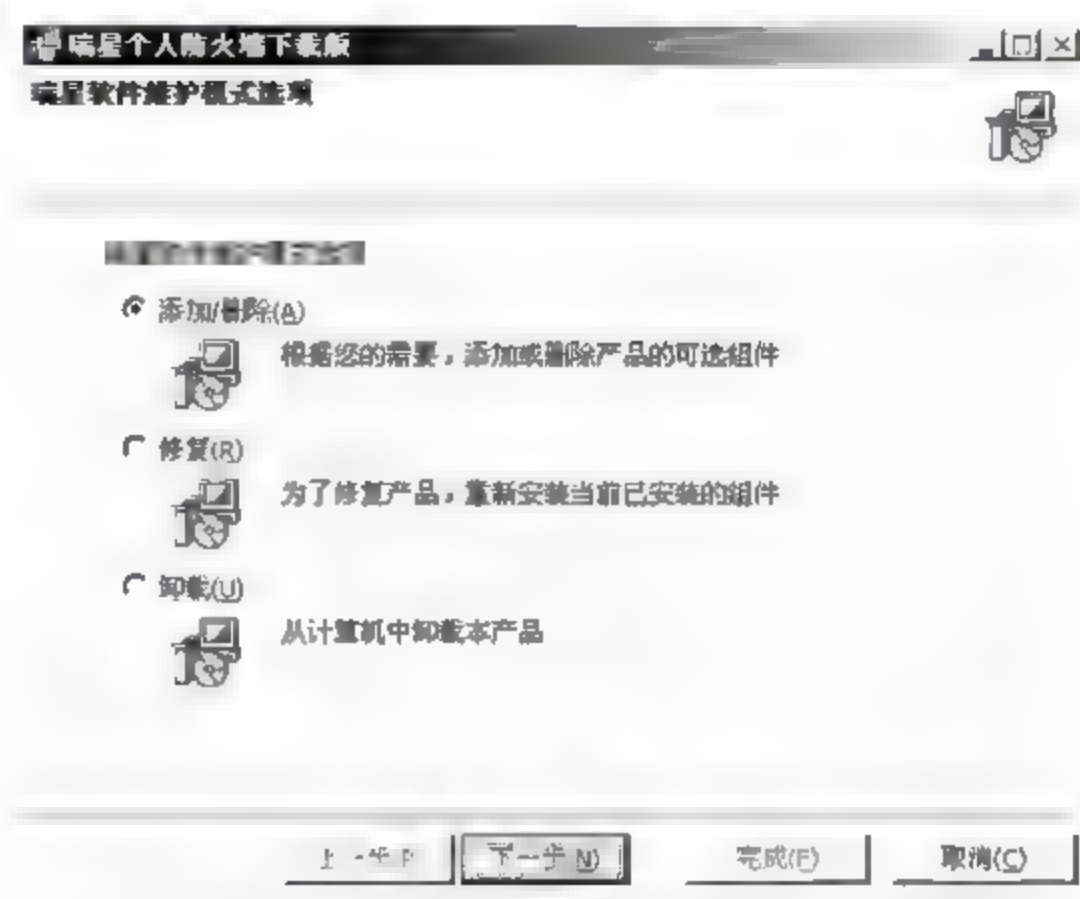 瑞星个人防火墙下载版
瑞星软件维护模式选项
添加/删除(A)
根据您的需要，添加或删除产品的可选组件
修复(R)
为了修复产品，重新安装当前已安装的组件
卸载(U)
从计算机中卸载本产品
上一步 P
下一步 N)
完成(F)
取消(C)